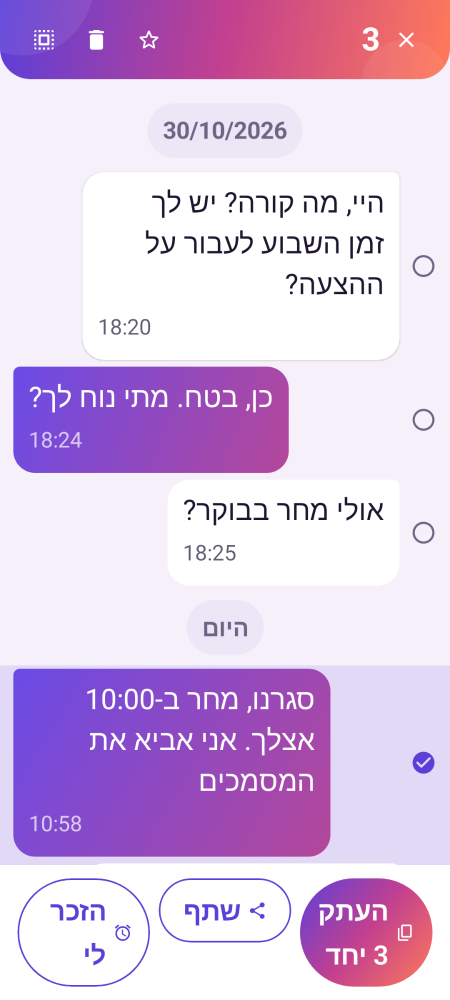 3
30/10/2026
היי, מה קורה? יש לך
זמן השבוע לעבור על
ההצעה?
18:20
כן, בטח. מתי נוח לך?
18:24
אולי מחר בבוקר?
18:25
היום
סגרנו, מחר ב-10:00
אצלך. אני אביא את
המסמכים
10:58
העתק
3 יחד
שתף
הזכר
לי